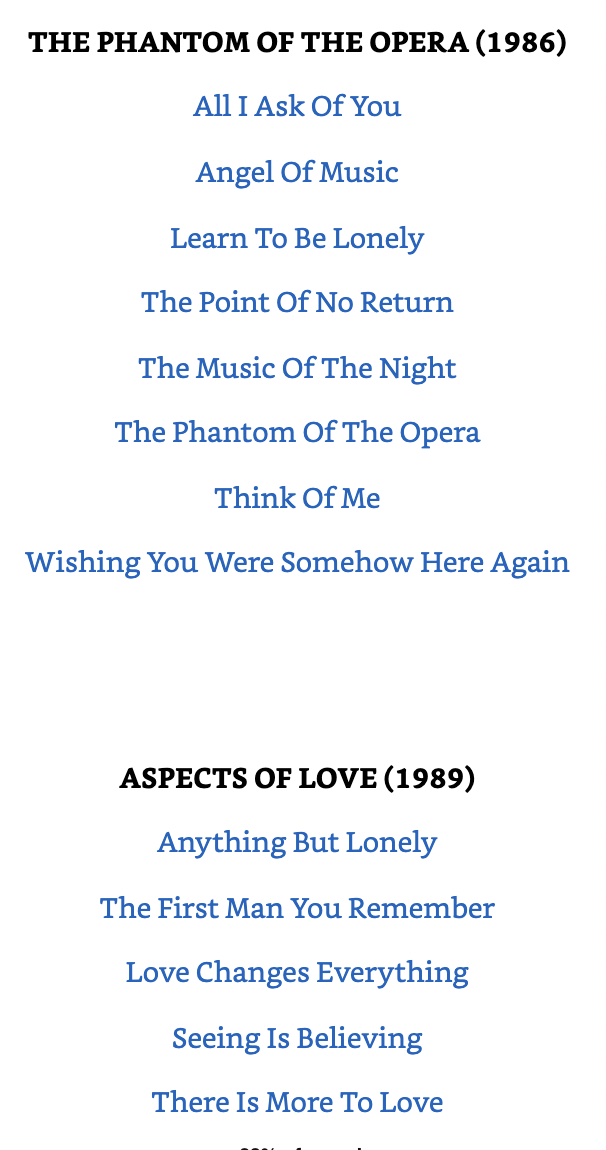 THE PHANTOM OF THE OPERA (1986)
All I Ask Of You
Angel Of Music
Learn To Be Lonely
The Point Of No Return
The Music Of The Night
The Phantom Of The Opera
Think Of Me
Wishing You Were Somehow Here Again
ASPECTS OF LOVE (1989)
Anything But Lonely
The First Man You Remember
Love Changes Everything
Seeing Is Believing
There Is More To Love